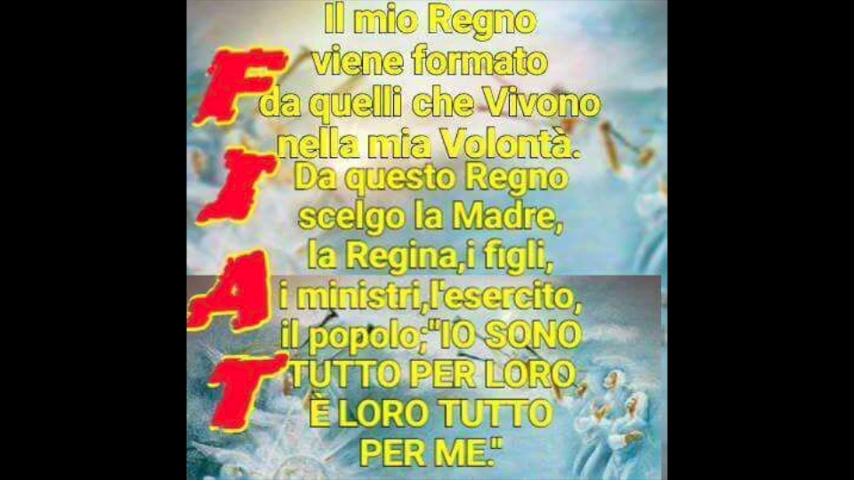 FIAT
Il mio Regno
viene formato
da quelli che Vivono
nella mia Volontà.
Da questo Regno
scelgo la Madre,
la Regina,i figli,
i ministri,l'esercito,
il popolo;"IO SONO
TUTTO PER LORO
È LORO TUTTO
PER ME."